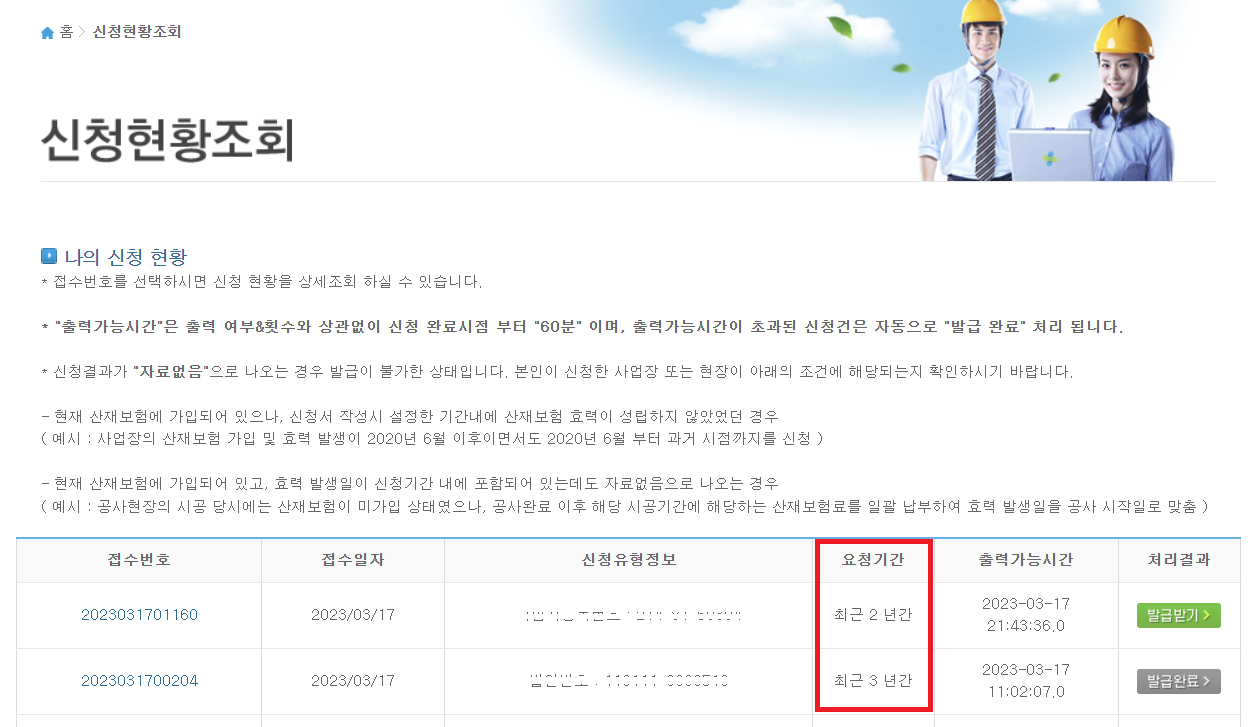 홈 > 신청현황조회
신청현황조회
나의 신청 현황
* 접수번호를 선택하시면 신청 현황을 상세조회 하실 수 있습니다.
* "출력가능시간"은 출력 여부&횟수와 상관없이 신청 완료시점 부터 "60분" 이며, 출력가능시간이 초과된 신청건은 자동으로 "발급 완료" 처리 됩니다.
* 신청결과가 "자료없음"으로 나오는 경우 발급이 불가한 상태입니다. 본인이 신청한 사업장 또는 현장이 아래의 조건에 해당되는지 확인하시기 바랍니다.
- 현재 산재보험에 가입되어 있으나, 신청서 작성시 설정한 기간내에 산재보험 효력이 성립하지 않았었던 경우
( 예시 : 사업장의 산재보험 가입 및 효력 발생이 2020년 6월 이후이면서도 2020년 6월 부터 과거 시점까지를 신청 )
- 현재 산재보험에 가입되어 있고, 효력 발생일이 신청기간 내에 포함되어 있는데도 자료없음으로 나오는 경우
( 예시 : 공사현장의 시공 당시에는 산재보험이 미가입 상태였으나, 공사완료 이후 해당 시공기간에 해당하는 산재보험료를 일괄 납부하여 효력 발생일을 공사 시작일로 맞춤 )
접수번호 접수일자 신청유형정보 요청기간 출력가능시간 처리결과
2023031701160 2023/03/17 최근 2 년간 2023-03-17 21:43:36.0 발급받기 >
2023031700204 2023/03/17 최근 3 년간 2023-03-17 11:02:07.0 발급완료 >